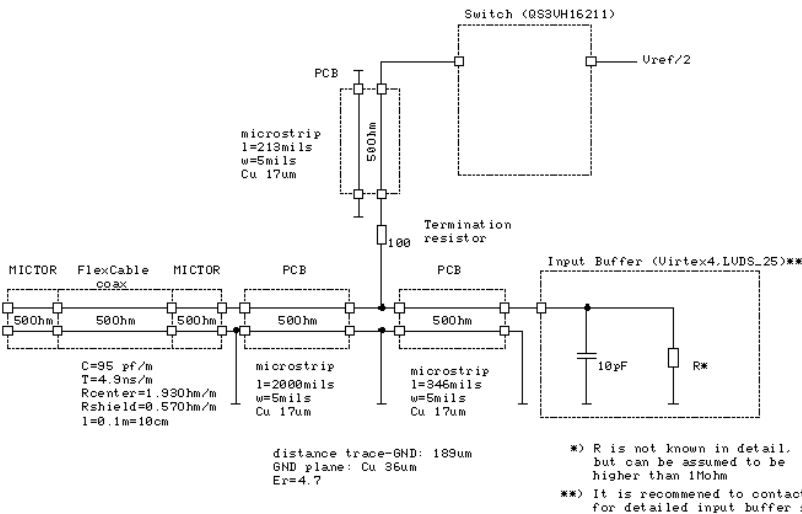 Switch (QS3VH16211)
Vref/2
PCB
50Ohm
microstrip
l=213mils
w=5mils
Cu 17um
100
Termination
resistor
MICTOR
FlexCable
coax
MICTOR
PCB
PCB
Input Buffer (Virtex4,LVDS_25)**
50Ohm
50Ohm
50Ohm
50Ohm
50Ohm
10pF
R*
C=95 pf/m
T=4.9ns/m
Rcenter=1.93Ohm/m
Rshield=0.57Ohm/m
l=0.1m=10cm
microstrip
l=2000mils
w=5mils
Cu 17um
microstrip
l=346mils
w=5mils
Cu 17um
distance trace-GND: 189um
GND plane: Cu 36um
Er=4.7
*) R is not known in detail,
but can be assumed to be
higher than 1Mohm
**) It is recommened to contact
for detailed input buffer